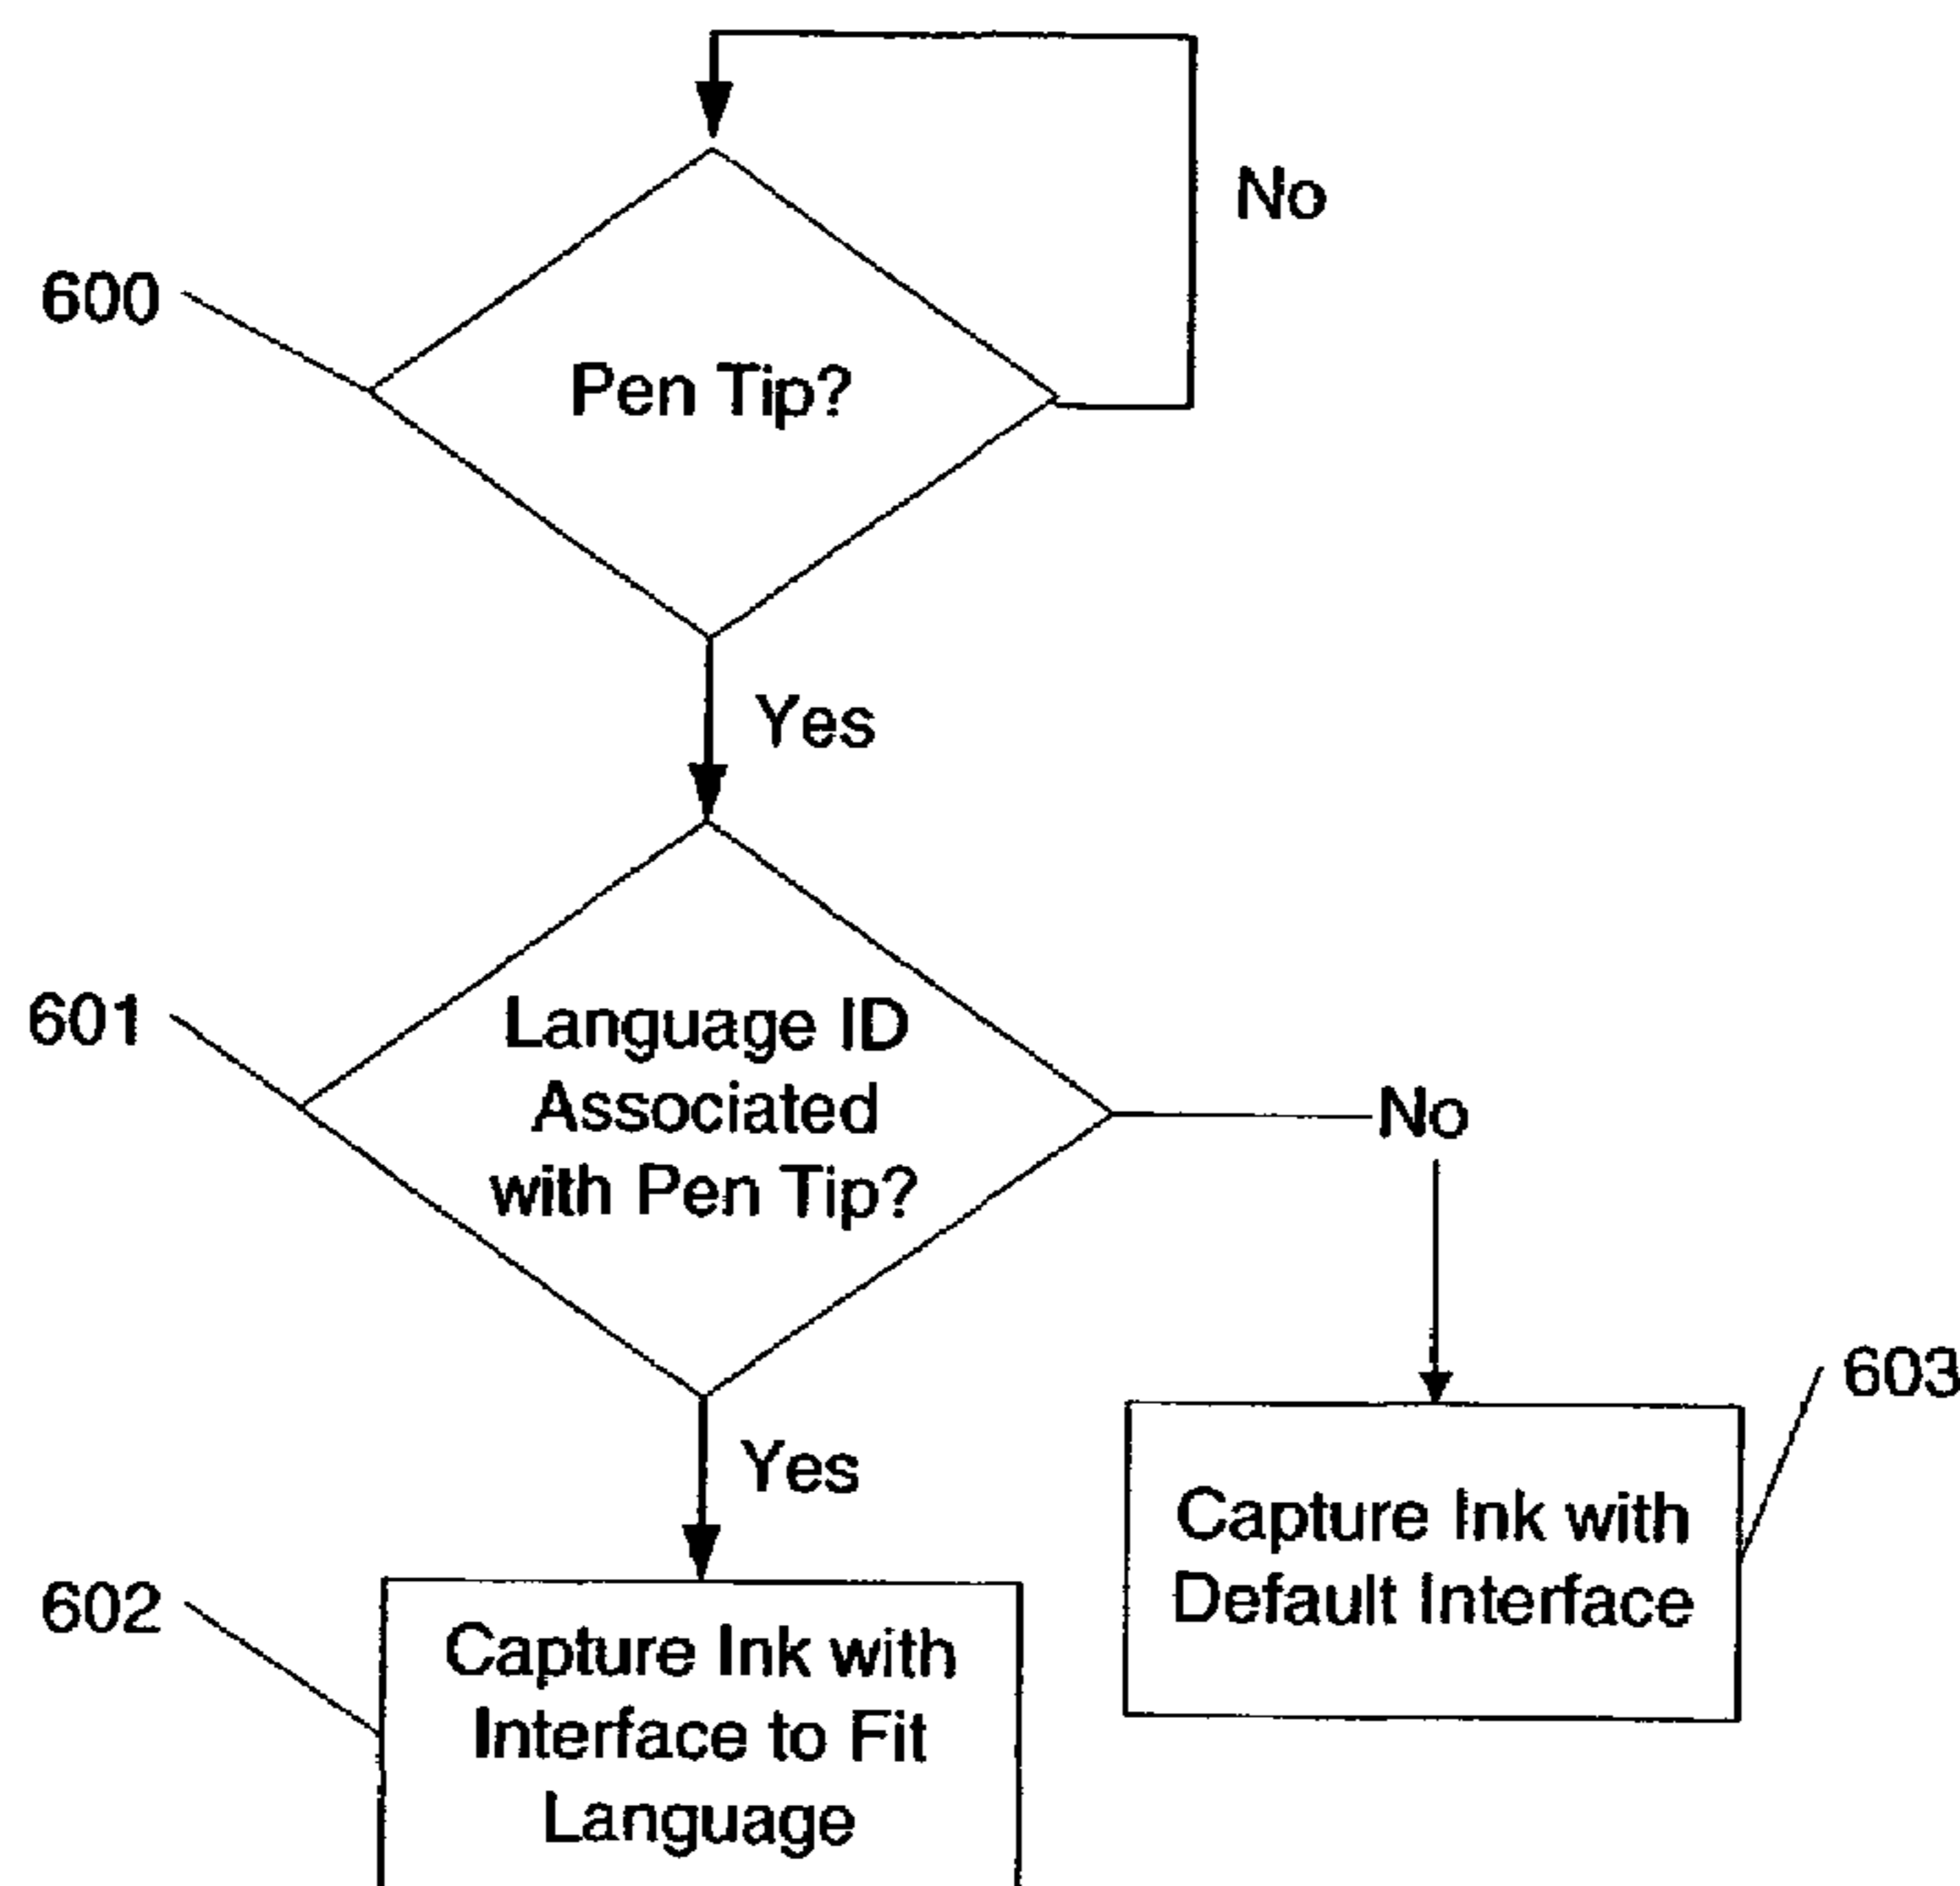 No
600
Pen Tip?
Yes
601
Language ID
Associated
with Pen Tip?
No
Yes
603
Capture Ink with
Default Interface
602
Capture Ink with
Interface to Fit
Language